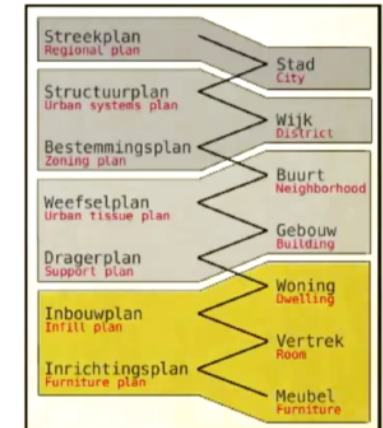 Streekplan
Regional plan
Stad
City
Structuurplan
Urban systems plan
Wijk
District
Bestemmingsplan
Zoning plan
Buurt
Neighborhood
Weefselplan
Urban tissue plan
Gebouw
Building
Dragerplan
Support plan
Woning
Dwelling
Inbouwplan
Infill plan
Vertrek
Room
Inrichtingsplan
Furniture plan
Meubel
Furniture